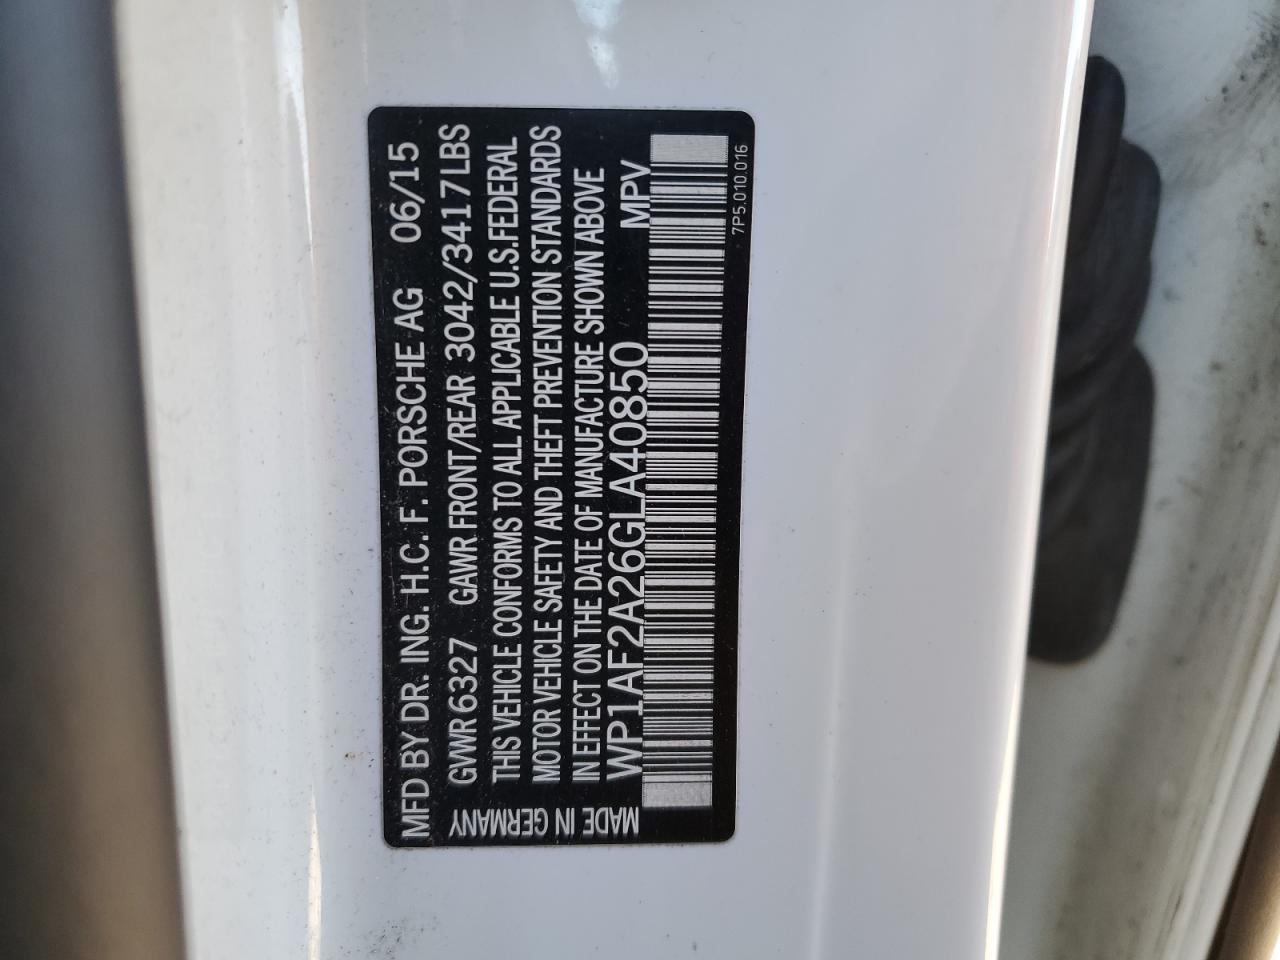 MFD BY DR. ING. H.C. F. PORSCHE AG 06/15
GVWR 6327 GAWR FRONT/REAR 3042/3417LBS
THIS VEHICLE CONFORMS TO ALL APPLICABLE U.S.FEDERAL
MOTOR VEHICLE SAFETY AND THEFT PREVENTION STANDARDS
IN EFFECT ON THE DATE OF MANUFACTURE SHOWN ABOVE
WP1AF2A26GLA40850 MPV
MADE IN GERMANY
7P5.010.016